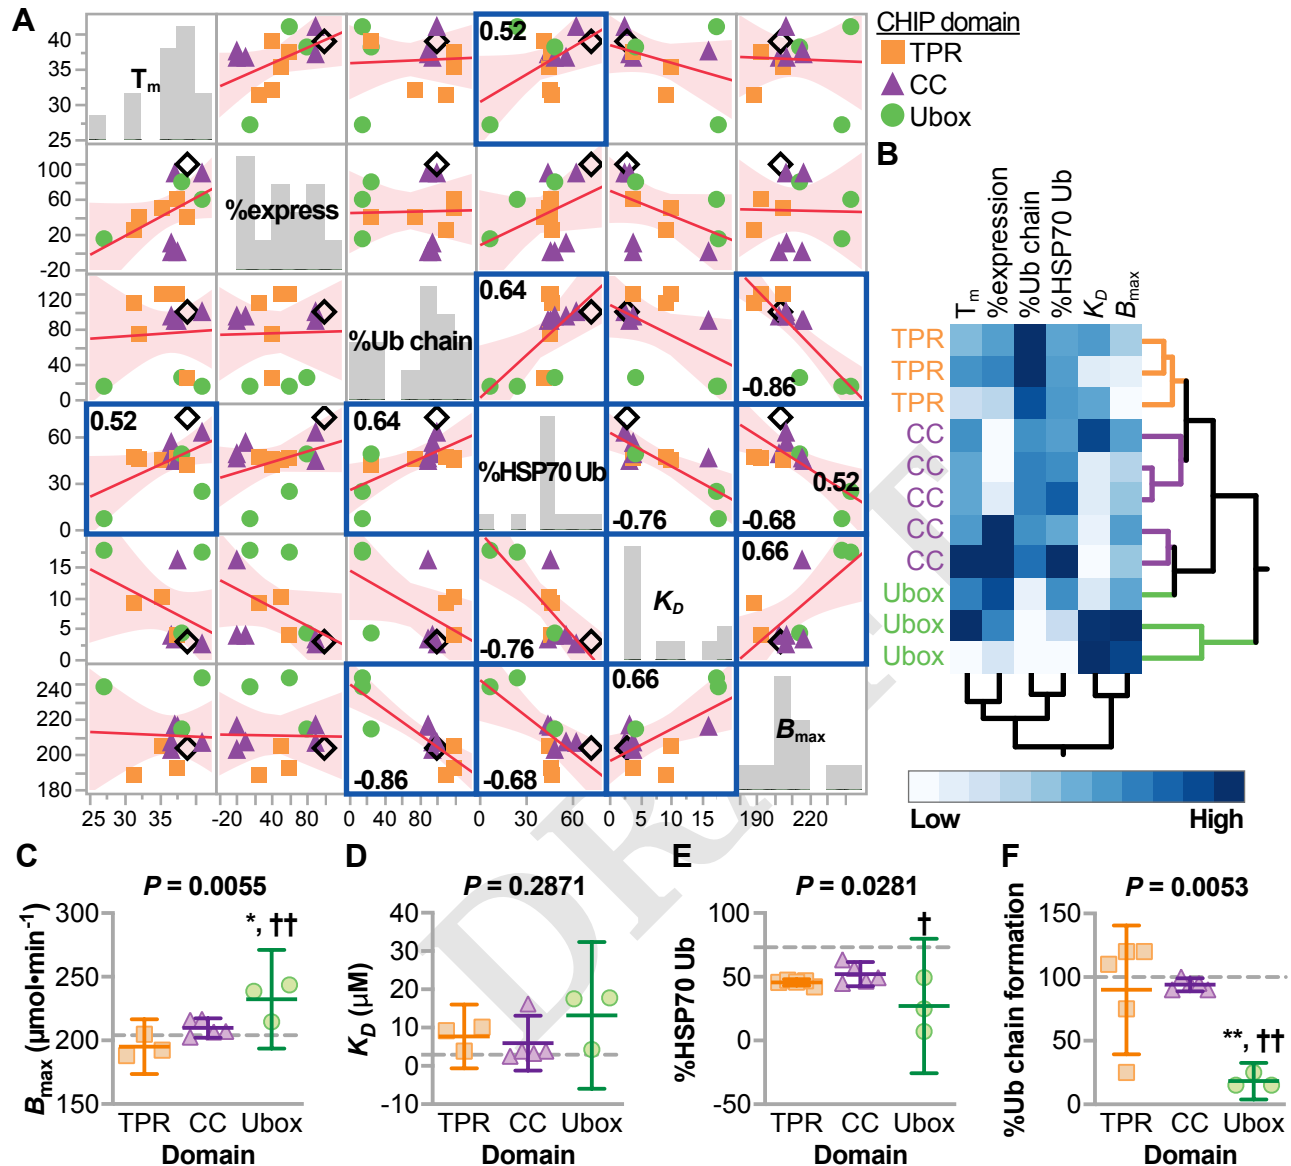 A
CHIP domain
TPR
CC
Ubox
40
35
30
25
Tm
0.52
100
60
20
-20
%express
120
80
40
0
%Ub chain
0.64
-0.86
60
30
0
0.52
0.64
%HSP70 Ub
-0.76
0.52
-0.68
15
10
5
0
-0.76
KD
0.66
240
220
200
180
-0.86
-0.68
0.66
Bmax
25 30 35
-20 40 80
0 40 80
0 30 60
0 5 10 15
190 220
B
Tm
%expression
%Ub chain
%HSP70 Ub
KD
Bmax
TPR
TPR
TPR
CC
CC
CC
CC
CC
Ubox
Ubox
Ubox
Low High
DRAFT
C
P = 0.0055
Bmax (µmol•min⁻¹)
300
250
200
150
*, ††
TPR CC Ubox
Domain
D
P = 0.2871
KD (µM)
40
30
20
10
0
-10
TPR CC Ubox
Domain
E
P = 0.0281
%HSP70 Ub
100
50
0
-50
†
TPR CC Ubox
Domain
F
P = 0.0053
%Ub chain formation
150
100
50
0
**, ††
TPR CC Ubox
Domain